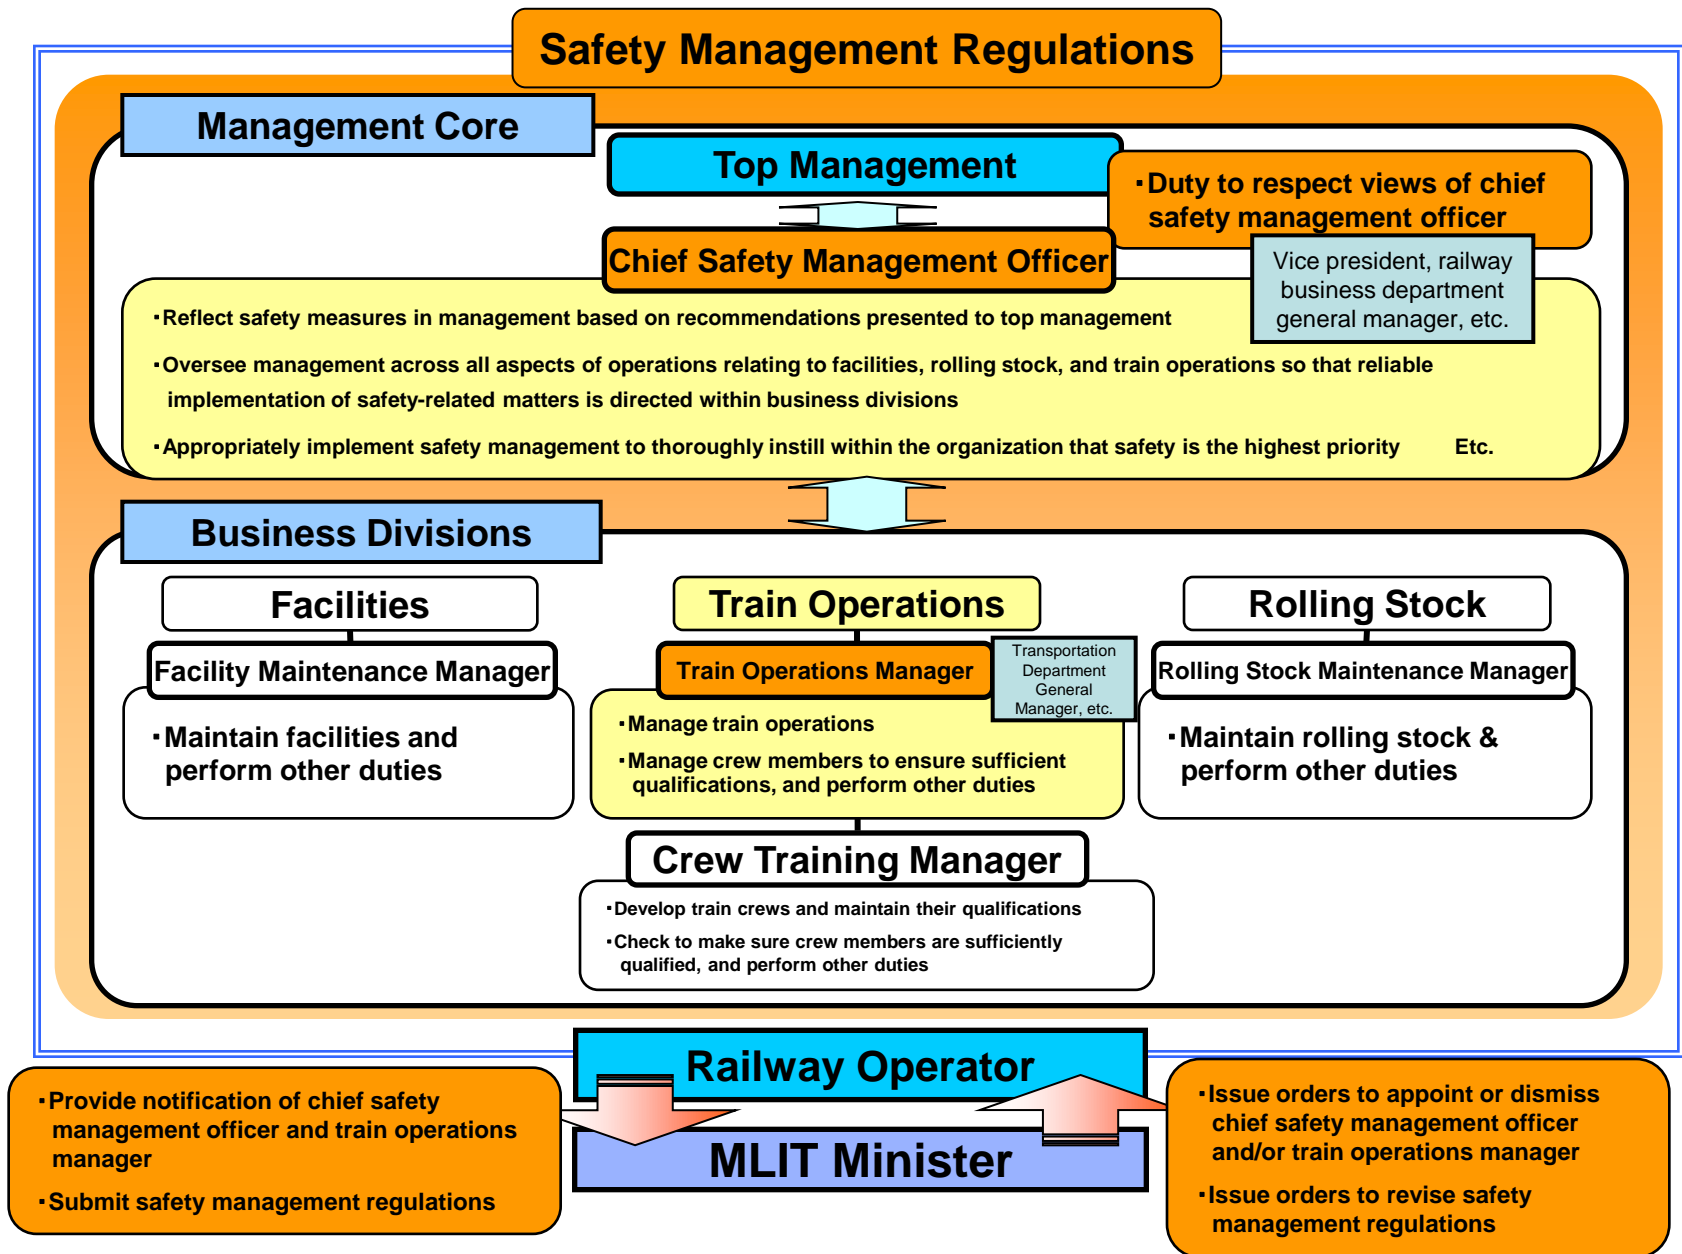 Safety Management Regulations
Management Core
Top Management
・Duty to respect views of chief
safety management officer
Chief Safety Management Officer
Vice president, railway
business department
general manager, etc.
・Reflect safety measures in management based on recommendations presented to top management
・Oversee management across all aspects of operations relating to facilities, rolling stock, and train operations so that reliable
implementation of safety-related matters is directed within business divisions
・Appropriately implement safety management to thoroughly instill within the organization that safety is the highest priority Etc.
Business Divisions
Facilities
Facility Maintenance Manager
・Maintain facilities and
perform other duties
Train Operations
Train Operations Manager
Transportation
Department
General
Manager, etc.
・Manage train operations
・Manage crew members to ensure sufficient
qualifications, and perform other duties
Rolling Stock
Rolling Stock Maintenance Manager
・Maintain rolling stock &
perform other duties
Crew Training Manager
・Develop train crews and maintain their qualifications
・Check to make sure crew members are sufficiently
qualified, and perform other duties
Railway Operator
MLIT Minister
・Provide notification of chief safety
management officer and train operations
manager
・Submit safety management regulations
・Issue orders to appoint or dismiss
chief safety management officer
and/or train operations manager
・Issue orders to revise safety
management regulations